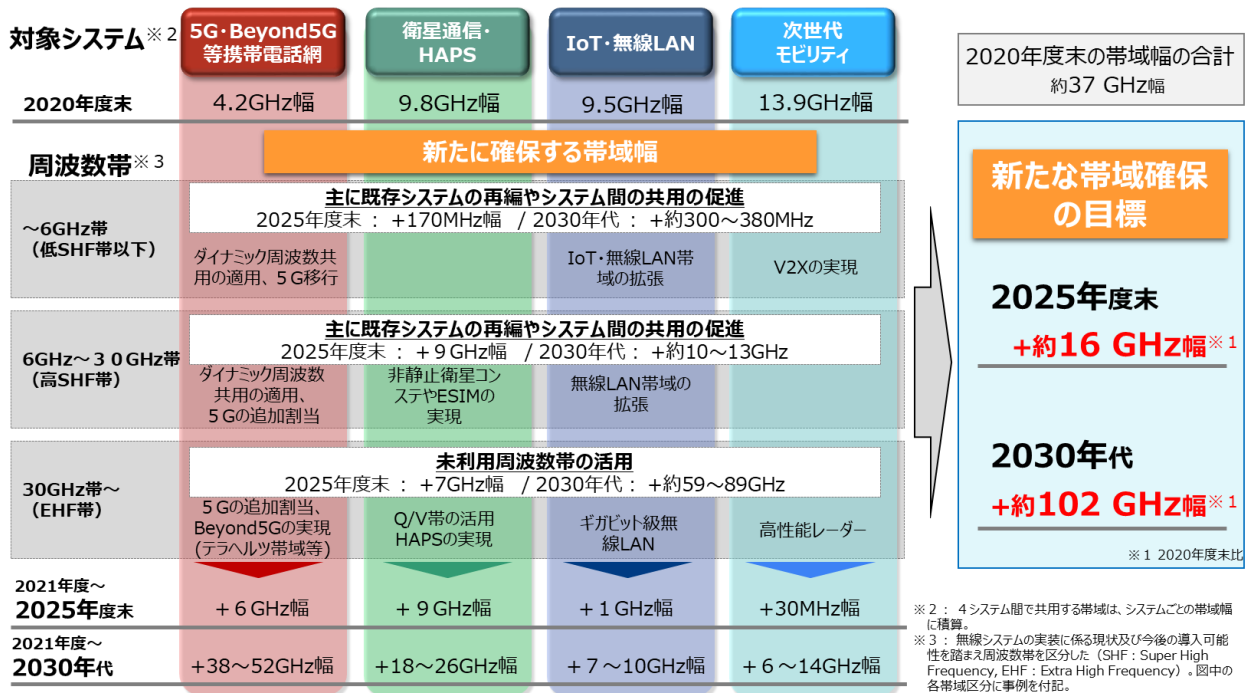 対象システム※2
5G・Beyond5G
等携帯電話網
衛星通信・
HAPS
IoT・無線LAN
次世代
モビリティ
2020年度末の帯域幅の合計
約37 GHz幅
2020年度末
4.2GHz幅
9.8GHz幅
9.5GHz幅
13.9GHz幅
周波数帯※3
新たに確保する帯域幅
新たな帯域確保
の目標
～6GHz帯
（低SHF帯以下）
主に既存システムの再編やシステム間の共用の促進
2025年度末 ： +170MHz幅 / 2030年代 ： +約300～380MHz
ダイナミック周波数共
用の適用、５G移行
IoT・無線LAN帯
域の拡張
V2Xの実現
2025年度末
+約16 GHz幅※1
6GHz～３０GHz帯
（高SHF帯）
主に既存システムの再編やシステム間の共用の促進
2025年度末 ： +９GHz幅 / 2030年代：+約10～13GHz
ダイナミック周波数
共用の適用、
５Gの追加割当
非静止衛星コン
ステやESIMの
実現
無線LAN帯域の
拡張
2030年代
+約102 GHz幅※1
※１ 2020年度末比
30GHz帯～
（EHF帯）
未利用周波数帯の活用
2025年度末 ： +7GHz幅 / 2030年代：+約59～89GHz
５Gの追加割当、
Beyond5Gの実現
(テラヘルツ帯域等)
Q/V帯の活用
HAPSの実現
ギガビット級無
線LAN
高性能レーダー
2021年度～
2025年度末
+６GHz幅
+９GHz幅
+１GHz幅
+30MHz幅
2021年度～
2030年代
+38～52GHz幅
+18～26GHz幅
+７～10GHz幅
+６～14GHz幅
※２： ４システム間で共用する帯域は、システムごとの帯域幅
に積算。
※３： 無線システムの実装に係る現状及び今後の導入可能
性を踏まえ周波数帯を区分した（SHF：Super High
Frequency, EHF：Extra High Frequency）。図中の
各帯域区分に事例を付記。